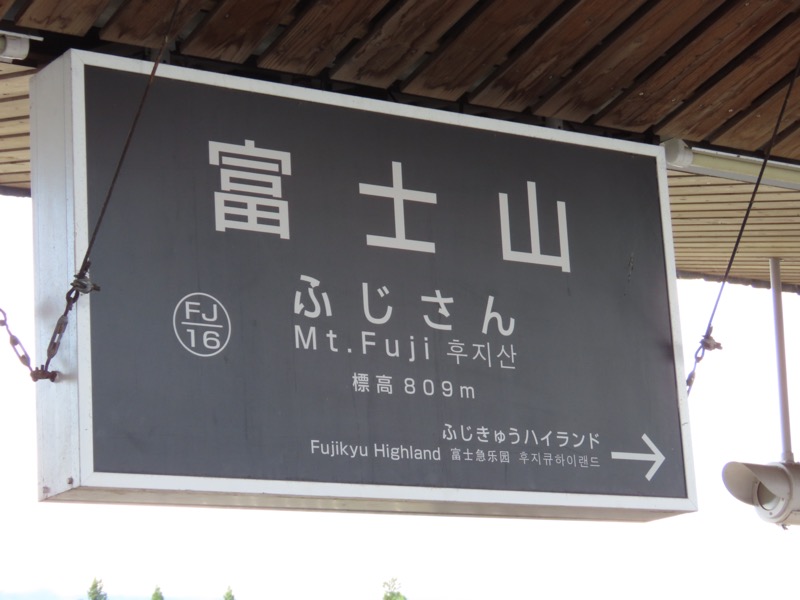 富士山
FJ
16
ふじさん
Mt.Fuji 후지산
標高809m
ふじきゅうハイランド
Fujikyu Highland 富士急乐园 후지큐하이랜드